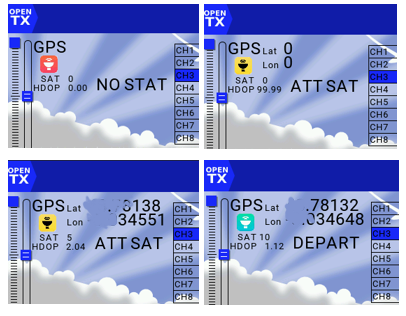 OPEN
TX
GPS
SAT 0
HDOP 0.00
NO STAT
CH1
CH2
CH3
CH4
CH5
CH6
CH7
CH8
OPEN
TX
GPS Lat 0
Lon 0
SAT 0
HDOP 99.99
ATT SAT
CH1
CH2
CH3
CH4
CH5
CH6
CH7
CH8
OPEN
TX
GPS Lat 8138
Lon 34551
SAT 5
HDOP 2.04
ATT SAT
CH1
CH2
CH3
CH4
CH5
CH6
CH7
CH8
OPEN
TX
GPS Lat .78132
Lon .034648
SAT 10
HDOP 1.12
DEPART
CH1
CH2
CH3
CH4
CH5
CH6
CH7
CH8